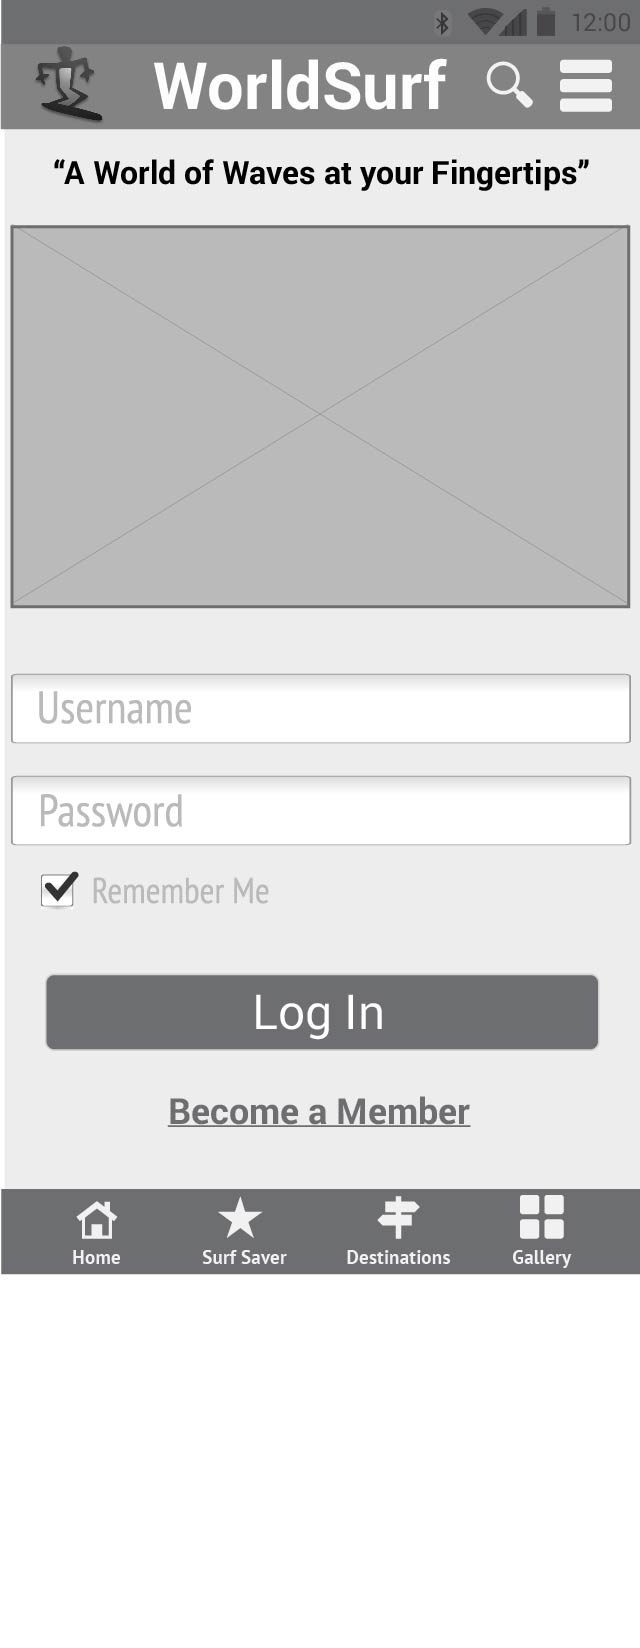 12:00
WorldSurf
“A World of Waves at your Fingertips”
Username
Password
Remember Me
Log In
Become a Member
Home Surf Saver Destinations Gallery